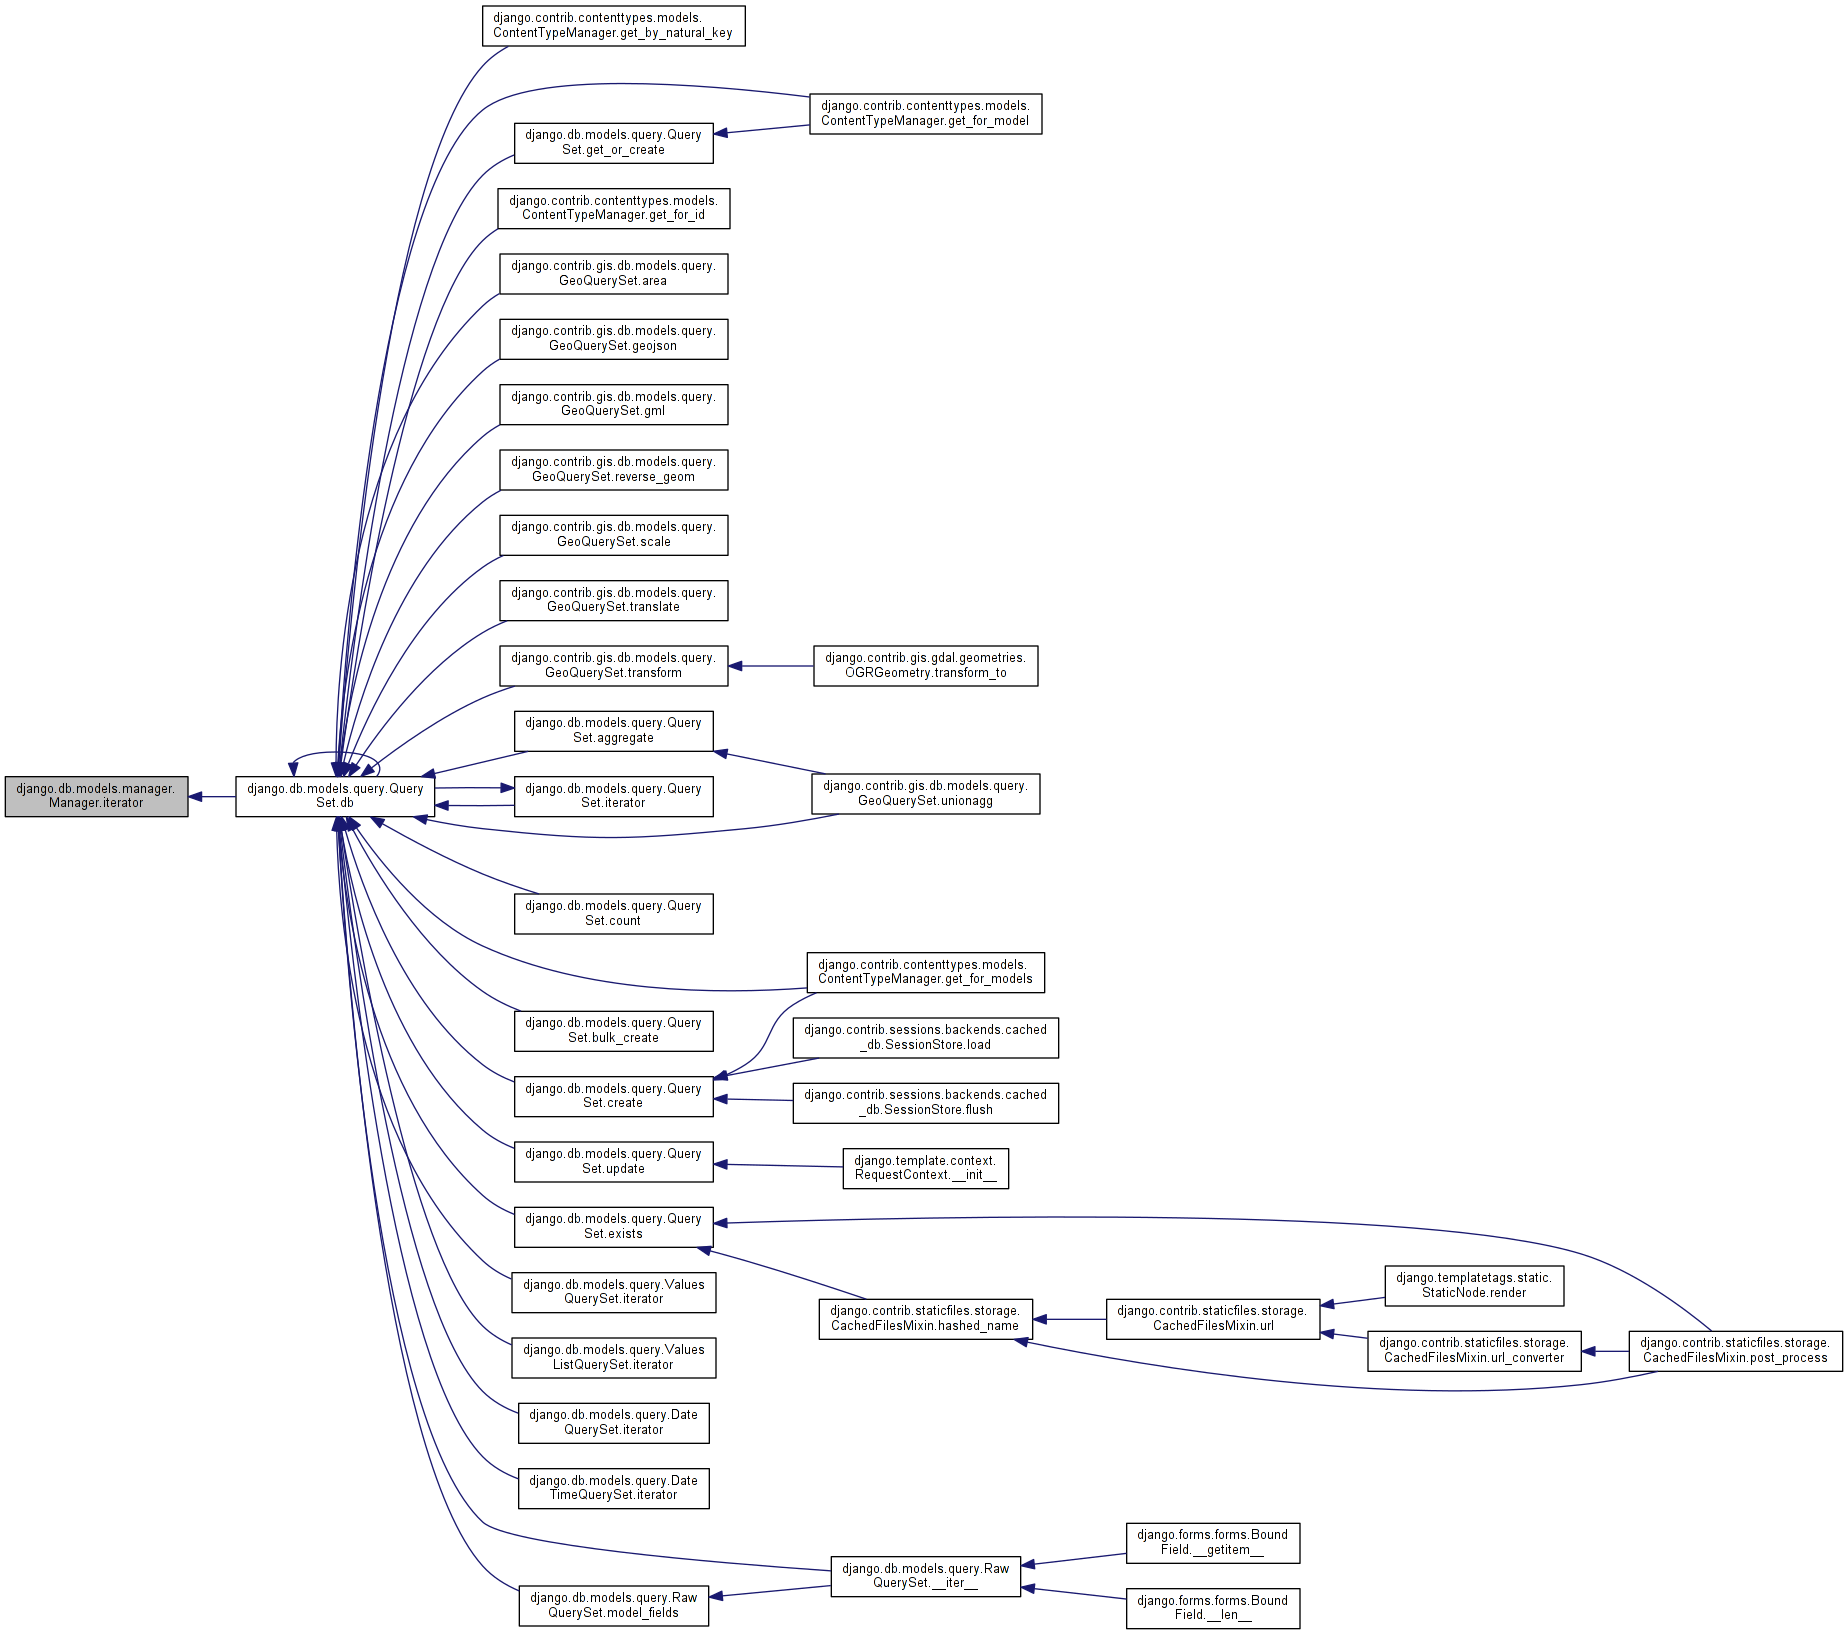 django.contrib.contenttypes.models.
ContentTypeManager.get_by_natural_key
django.contrib.contenttypes.models.
ContentTypeManager.get_for_model
django.db.models.query.Query
Set.get_or_create
django.contrib.contenttypes.models.
ContentTypeManager.get_for_id
django.contrib.gis.db.models.query.
GeoQuerySet.area
django.contrib.gis.db.models.query.
GeoQuerySet.geojson
django.contrib.gis.db.models.query.
GeoQuerySet.gml
django.contrib.gis.db.models.query.
GeoQuerySet.reverse_geom
django.contrib.gis.db.models.query.
GeoQuerySet.scale
django.contrib.gis.db.models.query.
GeoQuerySet.translate
django.contrib.gis.db.models.query.
GeoQuerySet.transform
django.contrib.gis.gdal.geometries.
OGRGeometry.transform_to
django.db.models.query.Query
Set.aggregate
django.db.models.manager.
Manager.iterator
django.db.models.query.Query
Set.db
django.db.models.query.Query
Set.iterator
django.contrib.gis.db.models.query.
GeoQuerySet.unionagg
django.db.models.query.Query
Set.count
django.contrib.contenttypes.models.
ContentTypeManager.get_for_models
django.db.models.query.Query
Set.bulk_create
django.contrib.sessions.backends.cached
_db.SessionStore.load
django.db.models.query.Query
Set.create
django.contrib.sessions.backends.cached
_db.SessionStore.flush
django.db.models.query.Query
Set.update
django.template.context.
RequestContext.__init__
django.db.models.query.Query
Set.exists
django.db.models.query.Values
QuerySet.iterator
django.contrib.staticfiles.storage.
CachedFilesMixin.hashed_name
django.contrib.staticfiles.storage.
CachedFilesMixin.url
django.templatetags.static.
StaticNode.render
django.contrib.staticfiles.storage.
CachedFilesMixin.url_converter
django.contrib.staticfiles.storage.
CachedFilesMixin.post_process
django.db.models.query.Values
ListQuerySet.iterator
django.db.models.query.Date
QuerySet.iterator
django.db.models.query.Date
TimeQuerySet.iterator
django.forms.forms.Bound
Field.__getitem__
django.db.models.query.Raw
QuerySet.__iter__
django.db.models.query.Raw
QuerySet.model_fields
django.forms.forms.Bound
Field.__len__